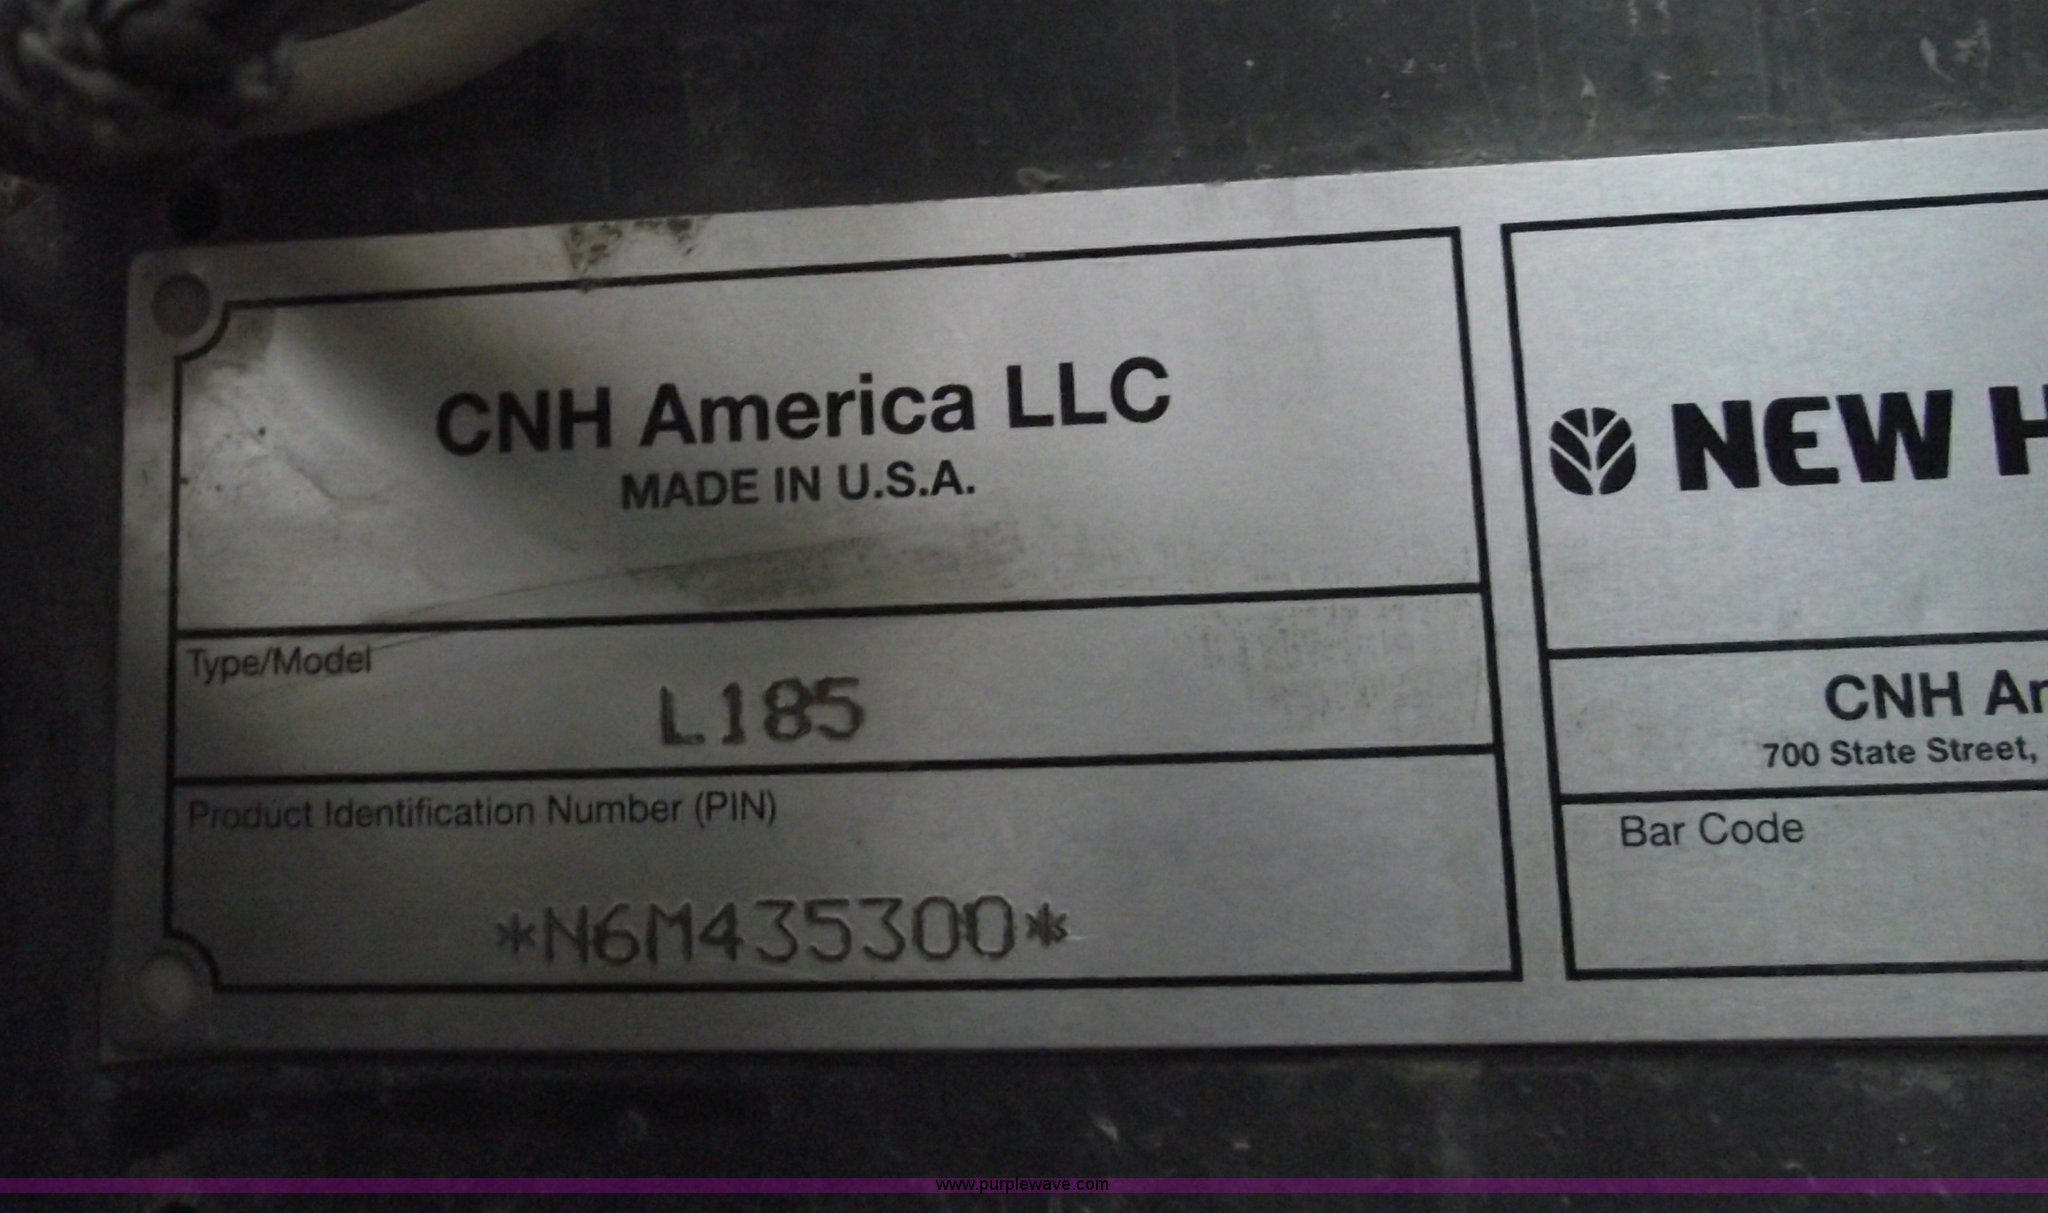 CNH America LLC
MADE IN U.S.A.
Type/Model
L185
Product Identification Number (PIN)
*N6M435300*
NEW H
CNH Am
700 State Street,
Bar Code
www.purplewave.com